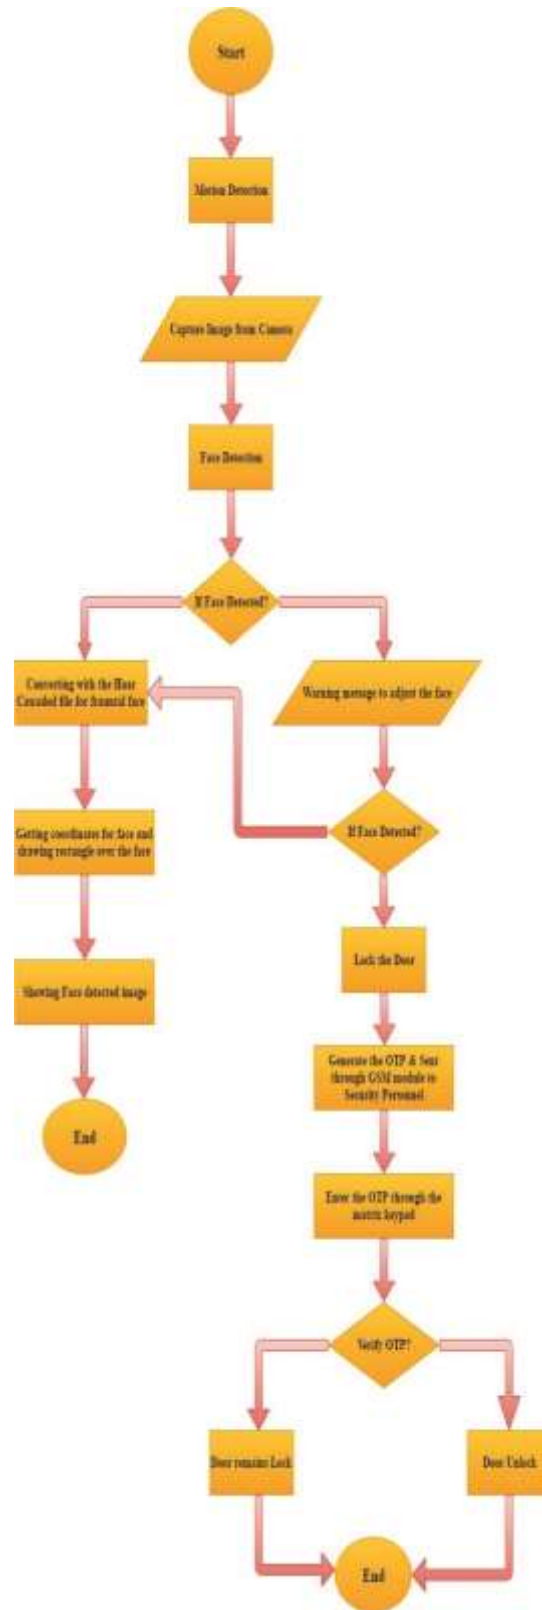 Start
Motion Detection
Capture Image from Camera
Face Detection
If Face Detected?
Converting with the Haar
Cascaded file for frontal face
Warning message to adjust the face
Getting coordinates for face and
drawing rectangle over the face
If Face Detected?
Lock the Door
Showing Face detected image
Generate the OTP & Sent
through GSM module to
Security Personnel
End
Enter the OTP through the
matrix keypad
Verify OTP?
Door remains Lock
Door Unlock
End